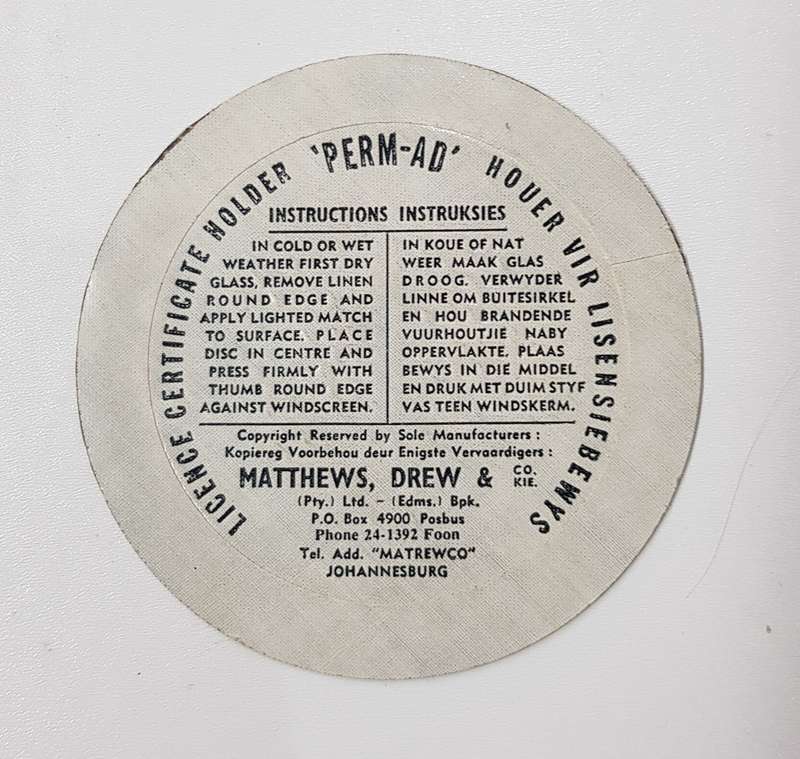 LICENCE CERTIFICATE HOLDER 'PERM-AD' HOUER VIR LISENSIEBEWYS
INSTRUCTIONS INSTRUKSIES
IN COLD OR WET
WEATHER FIRST DRY
GLASS, REMOVE LINEN
ROUND EDGE AND
APPLY LIGHTED MATCH
TO SURFACE. PLACE
DISC IN CENTRE AND
PRESS FIRMLY WITH
THUMB ROUND EDGE
AGAINST WINDSCREEN.
IN KOUE OF NAT
WEER MAAK GLAS
DROOG. VERWYDER
LINNE OM BUITESIRKEL
EN HOU BRANDENDE
VUURHOUTJIE NABY
OPPERVLAKTE. PLAAS
BEWYS IN DIE MIDDEL
EN DRUK MET DUIM STYF
VAS TEEN WINDSKERM.
Copyright Reserved by Sole Manufacturers :
Kopiereg Voorbehou deur Enigste Vervaardigers :
MATTHEWS, DREW & CO. KIE.
(Pty.) Ltd. – (Edms.) Bpk.
P.O. Box 4900 Posbus
Phone 24-1392 Foon
Tel. Add. "MATREWCO"
JOHANNESBURG